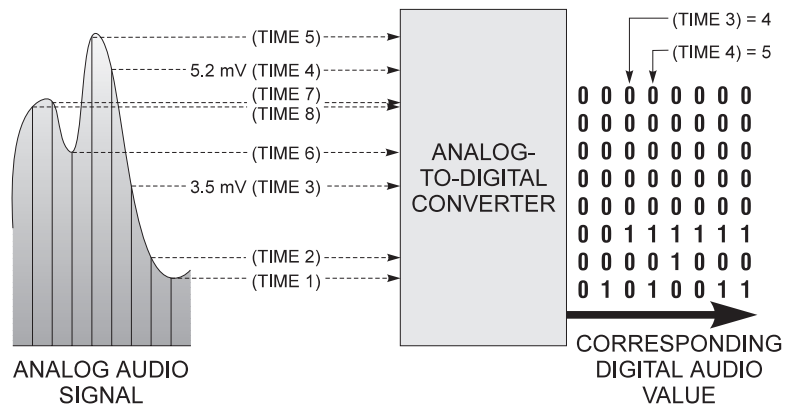 (TIME 3) = 4
(TIME 5)
(TIME 4) = 5
5.2 mV (TIME 4)
(TIME 7)
(TIME 8)
(TIME 6)
3.5 mV (TIME 3)
(TIME 2)
(TIME 1)
ANALOG-
TO-DIGITAL
CONVERTER
0 0 0 0 0 0 0 0
0 0 0 0 0 0 0 0
0 0 0 0 0 0 0 0
0 0 0 0 0 0 0 0
0 0 0 0 0 0 0 0
0 0 1 1 1 1 1 1
0 0 0 0 1 0 0 0
0 1 0 1 0 0 1 1
ANALOG AUDIO
SIGNAL
CORRESPONDING
DIGITAL AUDIO
VALUE